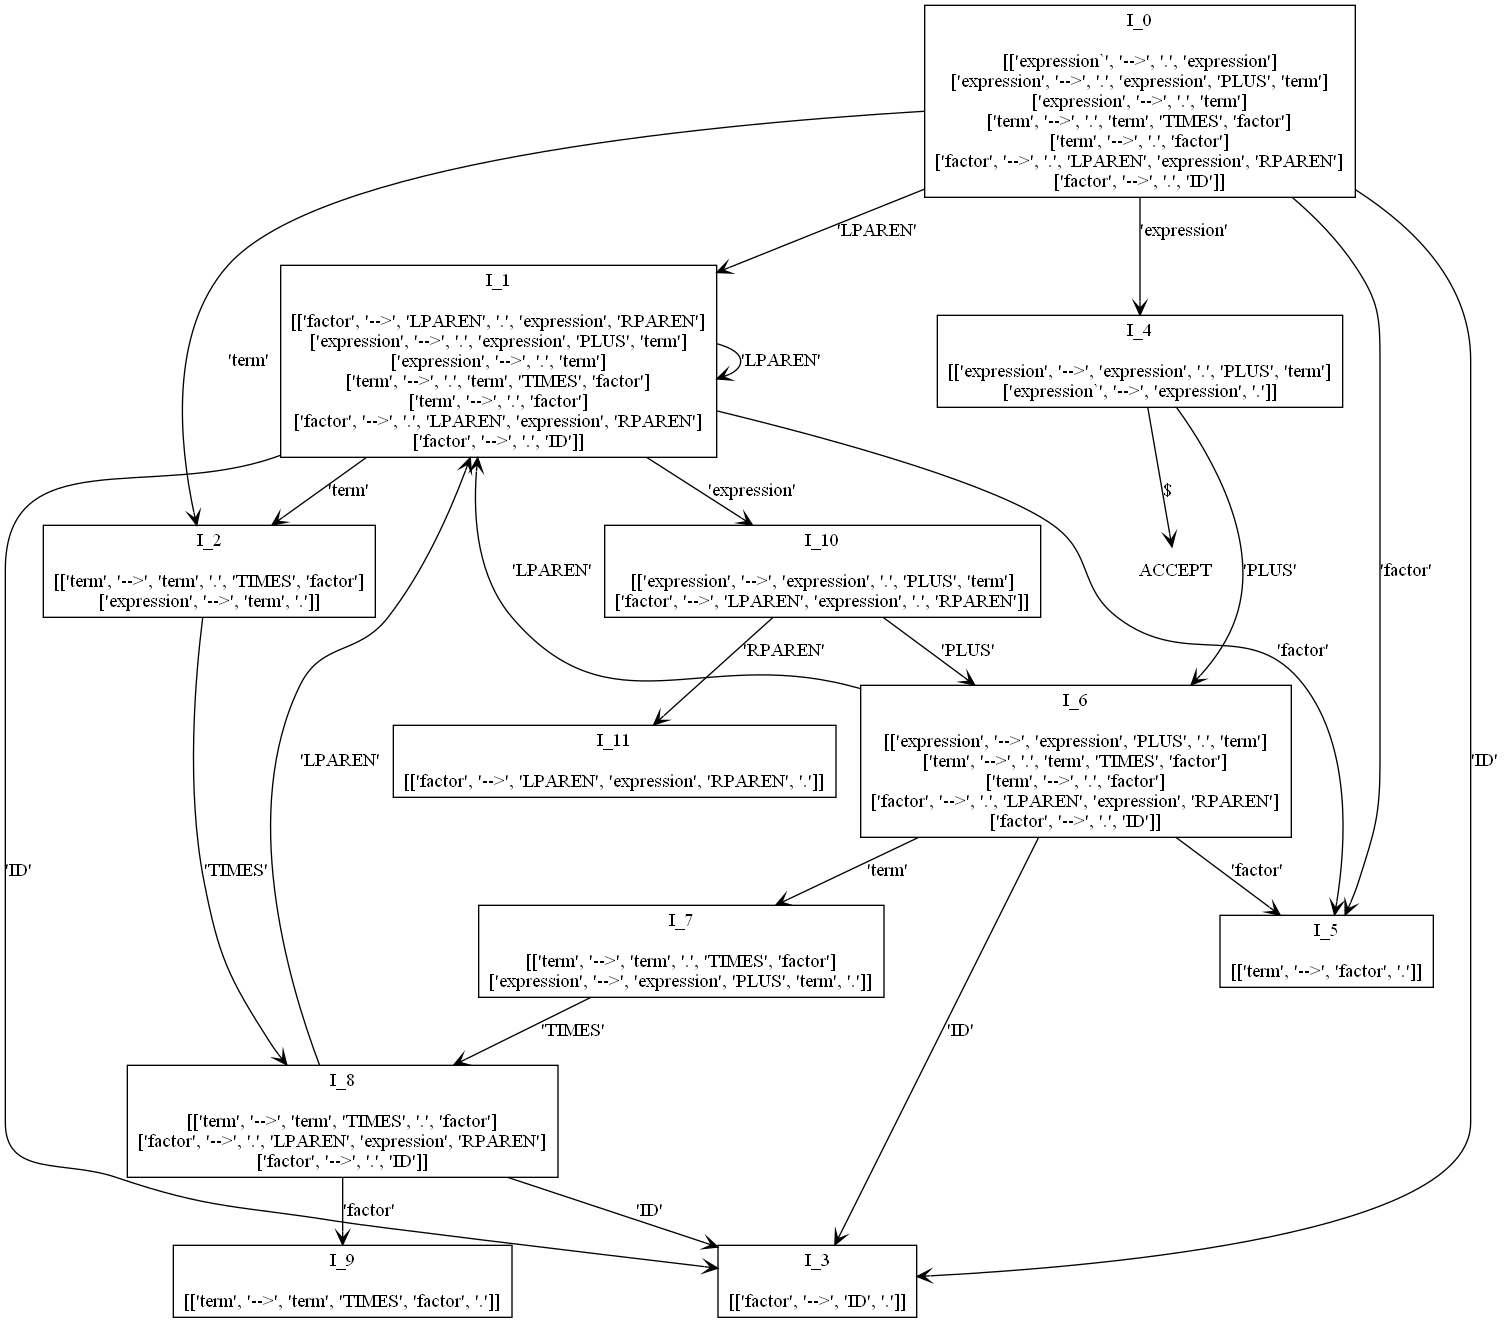 I_0
[['expression`', '-->', '.', 'expression']
['expression', '-->', '.', 'expression', 'PLUS', 'term']
['expression', '-->', '.', 'term']
['term', '-->', '.', 'term', 'TIMES', 'factor']
['term', '-->', '.', 'factor']
['factor', '-->', '.', 'LPAREN', 'expression', 'RPAREN']
['factor', '-->', '.', 'ID']]
'LPAREN'
'expression'
I_1
[['factor', '-->', 'LPAREN', '.', 'expression', 'RPAREN']
['expression', '-->', '.', 'expression', 'PLUS', 'term']
['expression', '-->', '.', 'term']
['term', '-->', '.', 'term', 'TIMES', 'factor']
['term', '-->', '.', 'factor']
['factor', '-->', '.', 'LPAREN', 'expression', 'RPAREN']
['factor', '-->', '.', 'ID']]
I_4
[['expression', '-->', 'expression', '.', 'PLUS', 'term']
['expression`', '-->', 'expression', '.']]
'term'
'LPAREN'
'term'
'expression'
$
I_2
[['term', '-->', 'term', '.', 'TIMES', 'factor']
['expression', '-->', 'term', '.']]
'LPAREN'
I_10
[['expression', '-->', 'expression', '.', 'PLUS', 'term']
['factor', '-->', 'LPAREN', 'expression', '.', 'RPAREN']]
ACCEPT
'PLUS'
'factor'
'RPAREN'
'PLUS'
'factor'
I_6
[['expression', '-->', 'expression', 'PLUS', '.', 'term']
['term', '-->', '.', 'term', 'TIMES', 'factor']
['term', '-->', '.', 'factor']
['factor', '-->', '.', 'LPAREN', 'expression', 'RPAREN']
['factor', '-->', '.', 'ID']]
I_11
[['factor', '-->', 'LPAREN', 'expression', 'RPAREN', '.']]
'LPAREN'
'ID'
'ID'
'TIMES'
'term'
'factor'
I_7
[['term', '-->', 'term', '.', 'TIMES', 'factor']
['expression', '-->', 'expression', 'PLUS', 'term', '.']]
I_5
[['term', '-->', 'factor', '.']]
'TIMES'
'ID'
I_8
[['term', '-->', 'term', 'TIMES', '.', 'factor']
['factor', '-->', '.', 'LPAREN', 'expression', 'RPAREN']
['factor', '-->', '.', 'ID']]
'factor'
'ID'
I_9
[['term', '-->', 'term', 'TIMES', 'factor', '.']]
I_3
[['factor', '-->', 'ID', '.']]